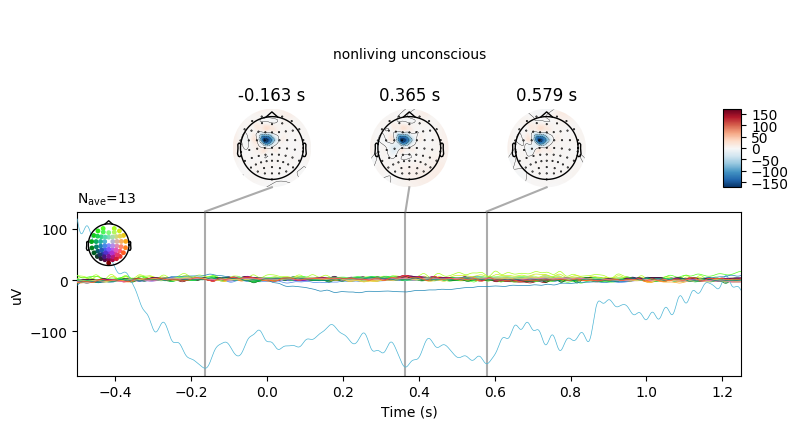 nonliving unconscious
-0.163 s 0.365 s 0.579 s
150
100
50
0
−50
−100
−150
Nave=13
100
0
−100
uV
−0.4 −0.2 0.0 0.2 0.4 0.6 0.8 1.0 1.2
Time (s)